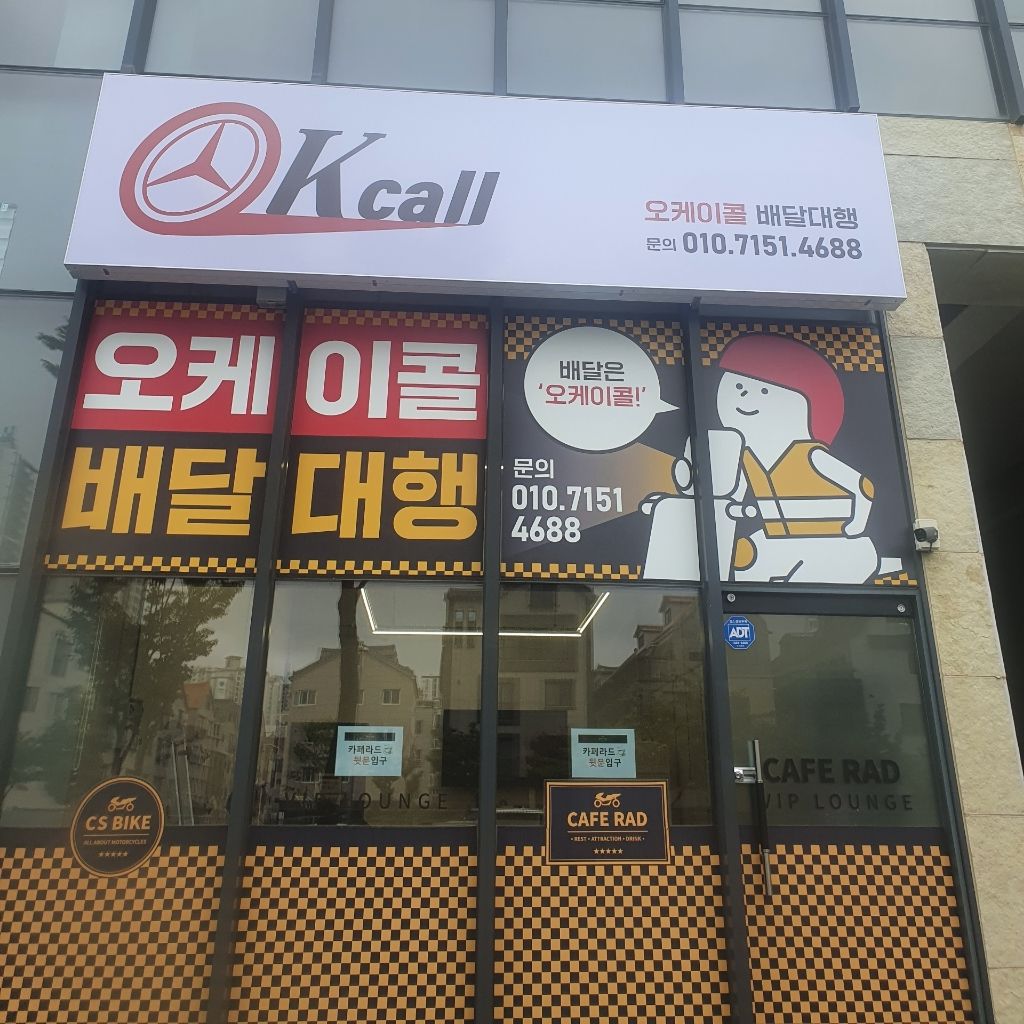 OKcall
오케이콜 배달대행
문의 010.7151.4688
오케이콜
배달대행
배달은
'오케이콜!'
문의
010.7151
4688
ADT
카페라드
뒷문입구
카페라드
뒷문입구
CAFE RAD
VIP LOUNGE
VIP LOUNGE
CS BIKE
ALL ABOUT MOTORCYCLES
CAFE RAD
• REST • ATTRACTION • DRINK •